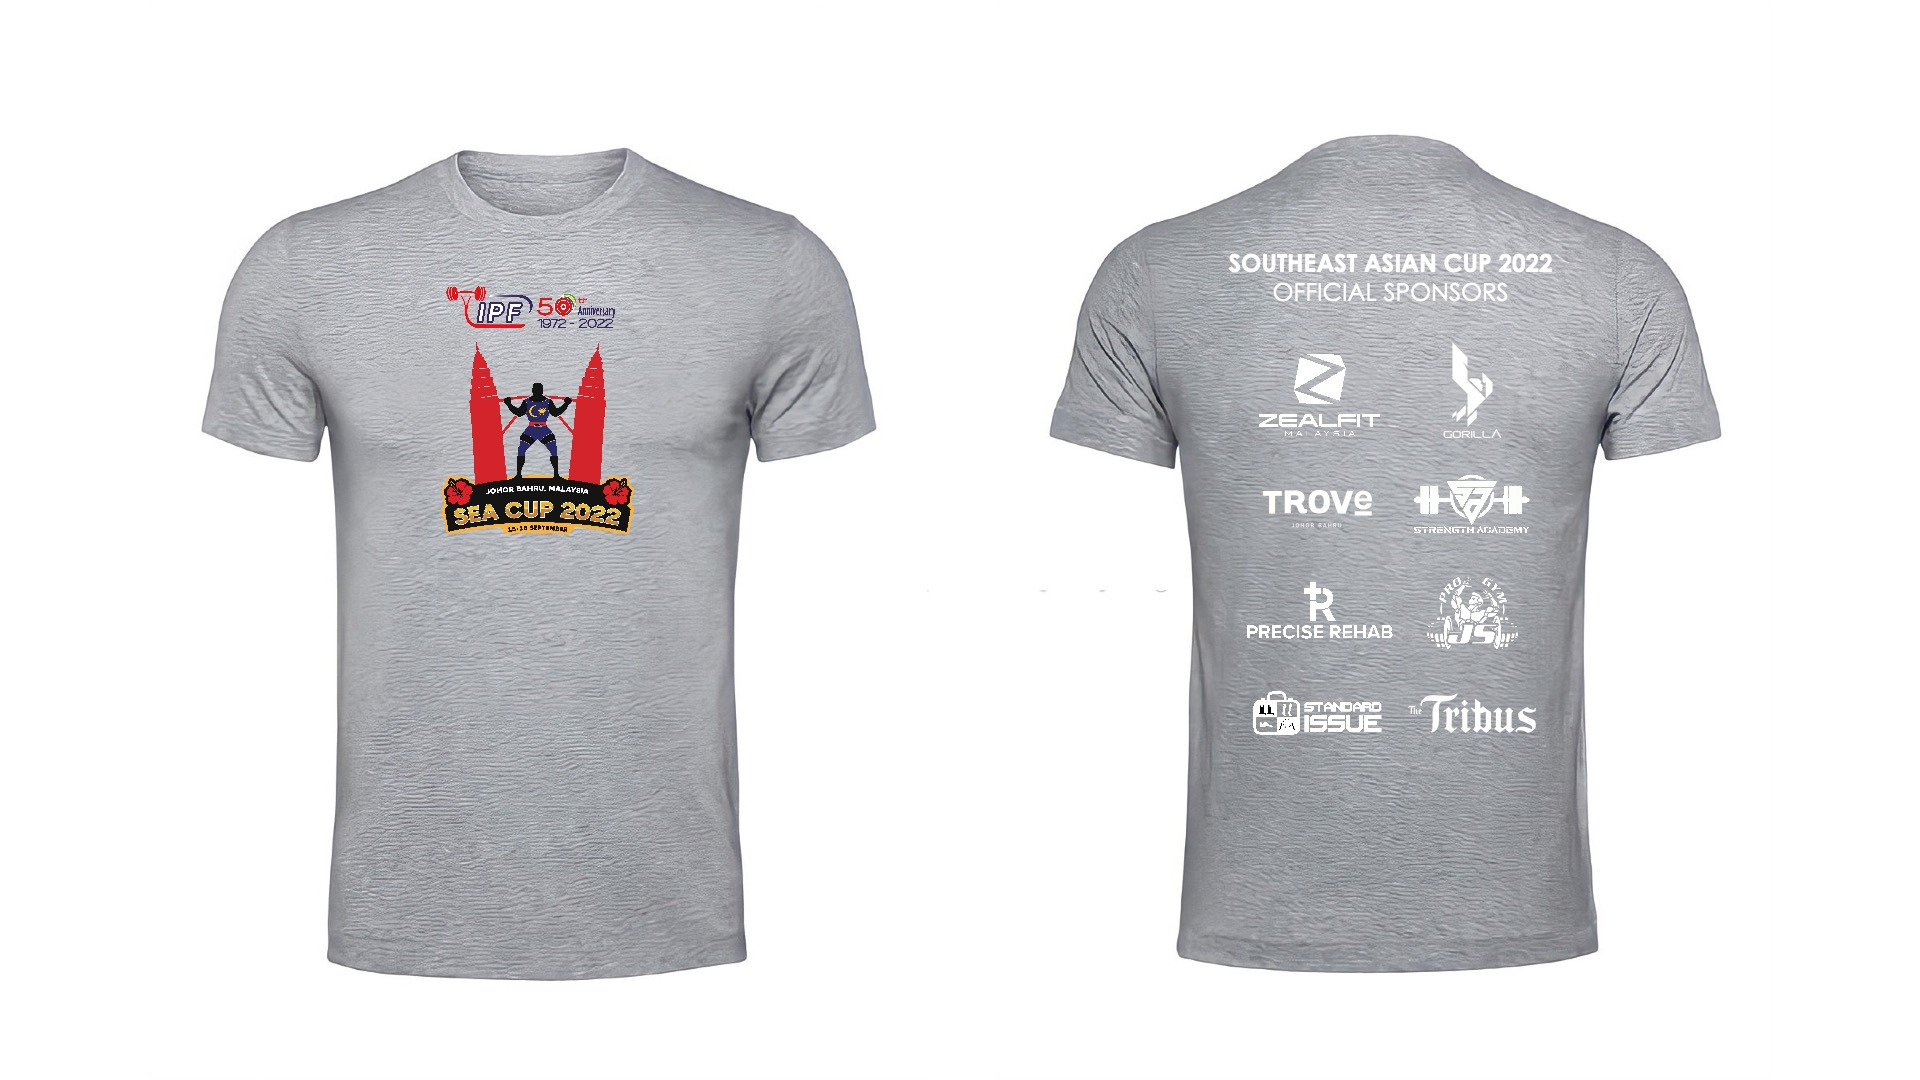 IPF
50th
Anniversary
1972 - 2022
JOHOR BAHRU, MALAYSIA
SEA CUP 2022
SEPTEMBER
SOUTHEAST ASIAN CUP 2022
OFFICIAL SPONSORS
ZEALFIT
MALAYSIA
GORILLA
TROVe
JOHOR BAHRU
STRENGTH ACADEMY
PRECISE REHAB
PRO GYM
JS
STANDARD
ISSUE
The Tribus